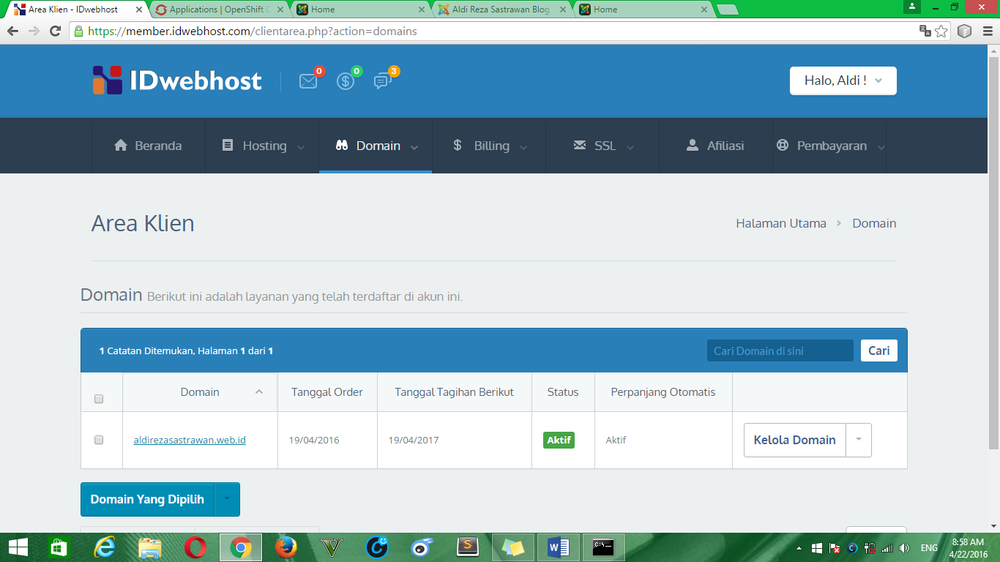 Area Klien - IDwebhost
Applications | OpenShift
Home
Aldi Reza Sastrawan Blog
Home
https://member.idwebhost.com/clientarea.php?action=domains
IDwebhost
0
0
3
Halo, Aldi !
Beranda
Hosting
Domain
Billing
SSL
Afiliasi
Pembayaran
Area Klien
Halaman Utama
Domain
Domain Berikut ini adalah layanan yang telah terdaftar di akun ini.
1 Catatan Ditemukan, Halaman 1 dari 1
Cari Domain di sini
Cari
Domain
Tanggal Order
Tanggal Tagihan Berikut
Status
Perpanjang Otomatis
aldirezasastrawan.web.id
19/04/2016
19/04/2017
Aktif
Aktif
Kelola Domain
Domain Yang Dipilih
ENG
8:58 AM
4/22/2016